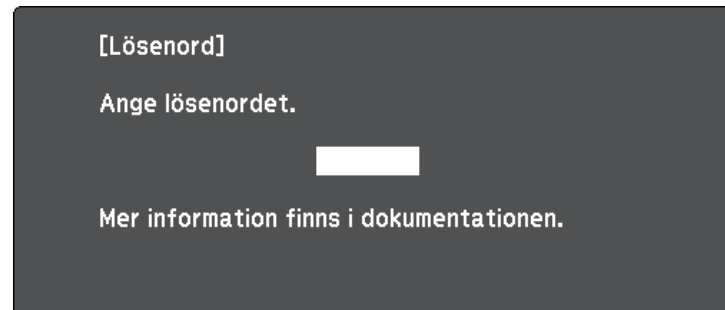 [Lösenord]
Ange lösenordet.
Mer information finns i dokumentationen.